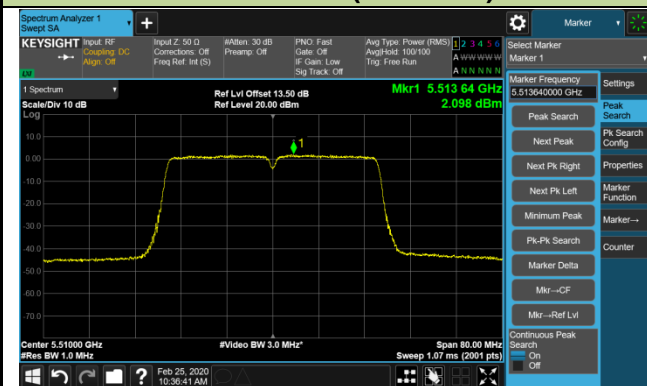 Spectrum Analyzer 1
Swept SA
Marker
KEYSIGHT
Input: RF
Coupling: DC
Align: Off
Input Z: 50 Ω
Corrections: Off
Freq Ref: Int (S)
#Atten: 30 dB
Preamp: Off
PNO: Fast
Gate: Off
IF Gain: Low
Sig Track: Off
Avg Type: Power (RMS)
Avg|Hold: 100/100
Trig: Free Run
1 2 3 4 5 6
A W W W W W
A N N N N N
Select Marker
Marker 1
LXI
1 Spectrum
Scale/Div 10 dB
Log
Ref Lvl Offset 13.50 dB
Ref Level 20.00 dBm
Mkr1 5.513 64 GHz
2.098 dBm
1
10.0
0.00
-10.0
-20.0
-30.0
-40.0
-50.0
-60.0
-70.0
Center 5.51000 GHz
#Res BW 1.0 MHz
#Video BW 3.0 MHz*
Span 80.00 MHz
Sweep 1.07 ms (2001 pts)
Feb 25, 2020
10:36:41 AM
Marker Frequency
5.513640000 GHz
Peak Search
Next Peak
Next Pk Right
Next Pk Left
Minimum Peak
Pk-Pk Search
Marker Delta
Mkr→CF
Mkr→Ref Lvl
Continuous Peak
Search
On
Off
Settings
Peak
Search
Pk Search
Config
Properties
Marker
Function
Marker→
Counter